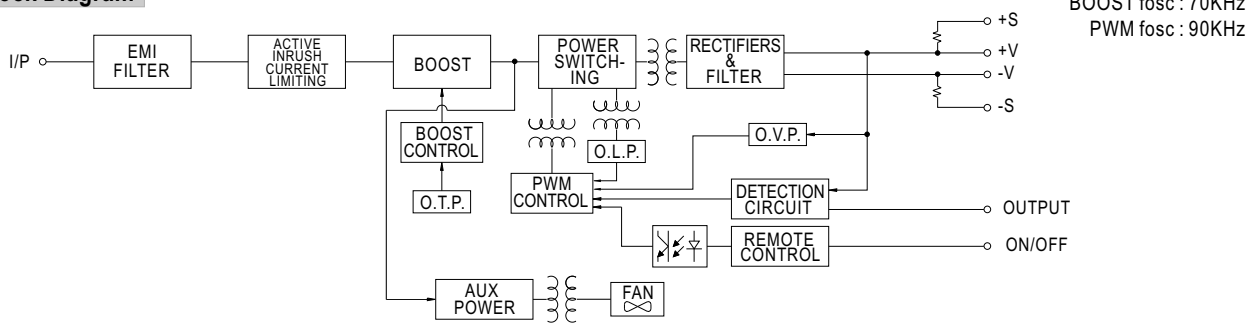 Diagram
BOOST fosc : 70KHz
PWM fosc : 90KHz
I/P
EMI
FILTER
ACTIVE
INRUSH
CURRENT
LIMITING
BOOST
POWER
SWITCH-
ING
RECTIFIERS
&
FILTER
+S
+V
-V
-S
BOOST
CONTROL
O.T.P.
O.L.P.
O.V.P.
PWM
CONTROL
DETECTION
CIRCUIT
OUTPUT
REMOTE
CONTROL
ON/OFF
AUX
POWER
FAN